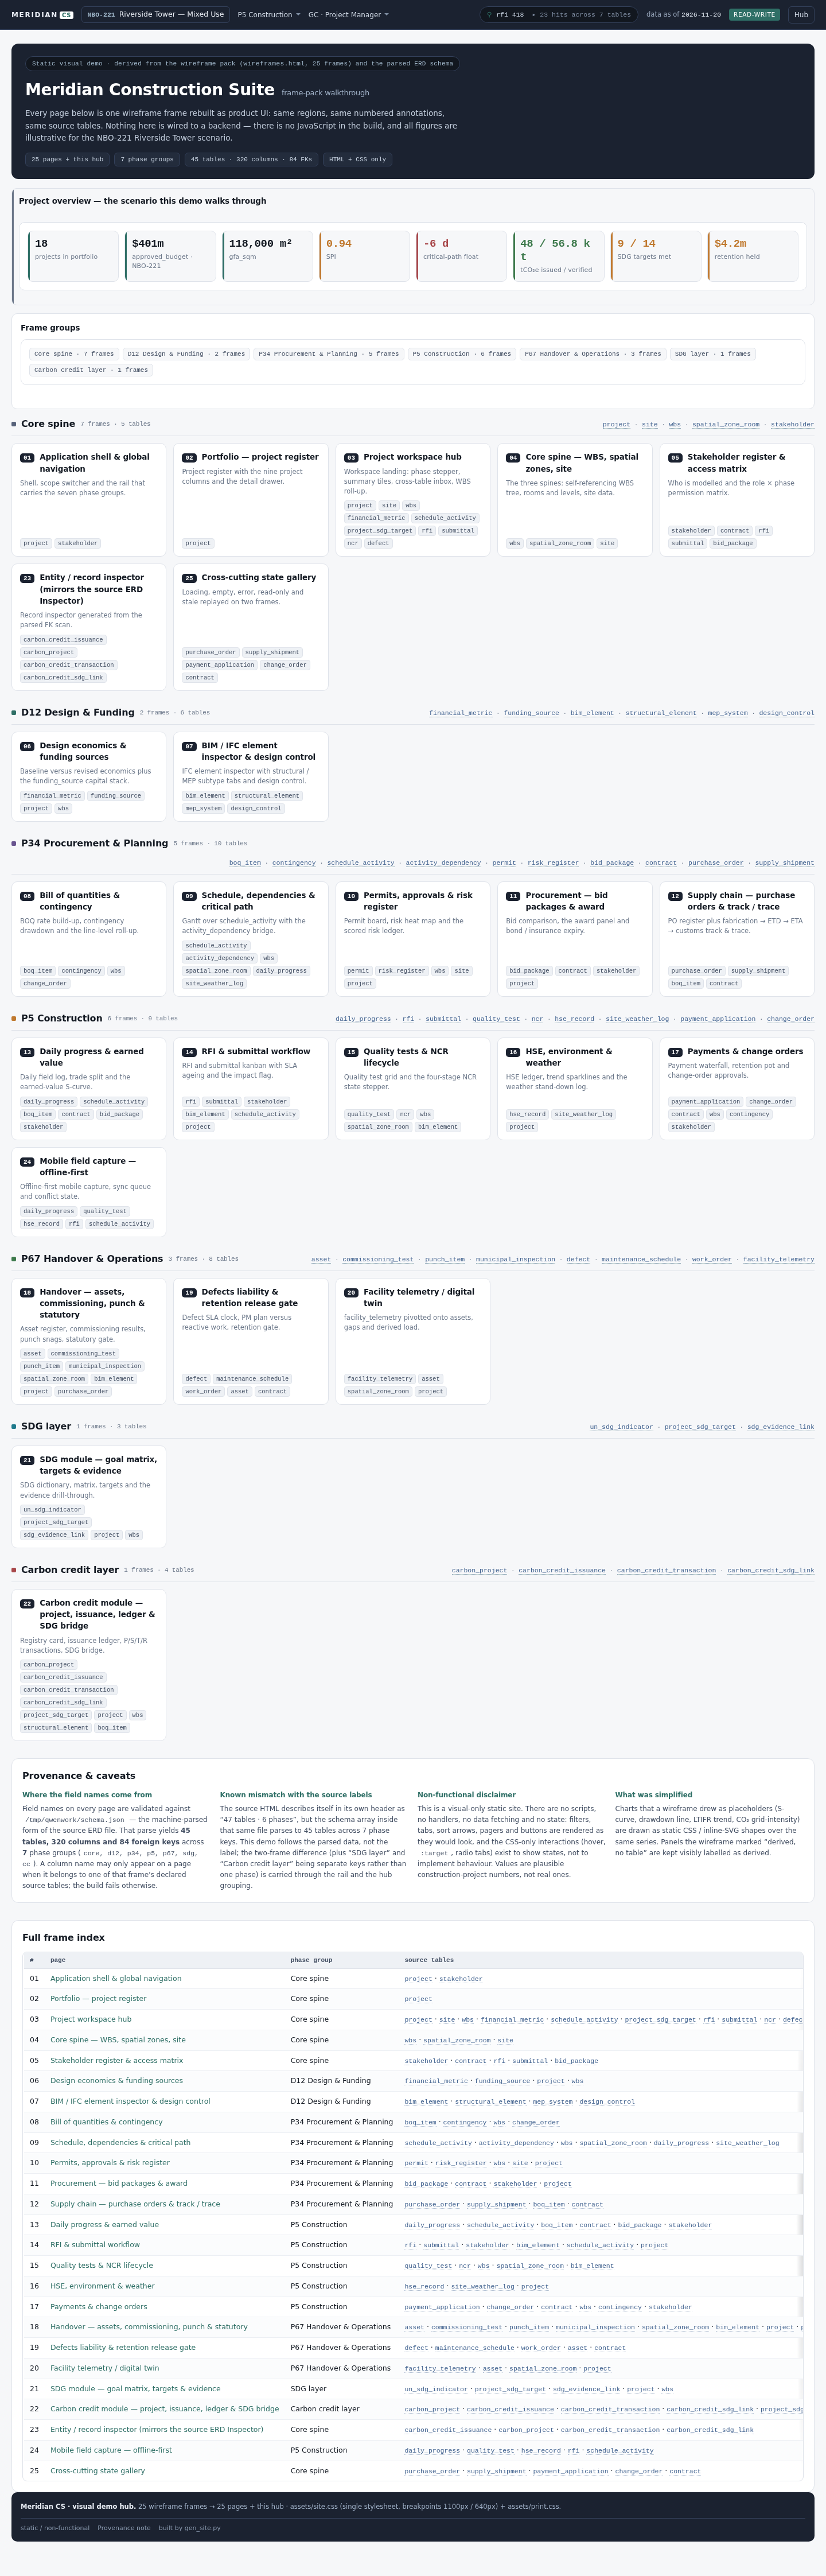 MERIDIAN CS
NBO-221 Riverside Tower — Mixed Use
P5 Construction
GC · Project Manager
rfi 418 • 23 hits across 7 tables
data as of 2026-11-20
READ-WRITE
Hub
Static visual demo · derived from the wireframe pack (wireframes.html, 25 frames) and the parsed ERD schema
Meridian Construction Suite frame-pack walkthrough
Every page below is one wireframe frame rebuilt as product UI: same regions, same numbered annotations,
same source tables. Nothing here is wired to a backend — there is no JavaScript in the build, and all figures are
illustrative for the NBO-221 Riverside Tower scenario.
25 pages + this hub
7 phase groups
45 tables · 320 columns · 84 FKs
HTML + CSS only
Project overview — the scenario this demo walks through
18
projects in portfolio
$401m
approved_budget ·
NBO-221
118,000 m²
gfa_sqm
0.94
SPI
-6 d
critical-path float
48 / 56.8 k
t
tCO₂e issued / verified
9 / 14
SDG targets met
$4.2m
retention held
Frame groups
Core spine · 7 frames
D12 Design & Funding · 2 frames
P34 Procurement & Planning · 5 frames
P5 Construction · 6 frames
P67 Handover & Operations · 3 frames
SDG layer · 1 frames
Carbon credit layer · 1 frames
Core spine 7 frames · 5 tables
project · site · wbs · spatial_zone_room · stakeholder
01 Application shell & global
navigation
Shell, scope switcher and the rail that
carries the seven phase groups.
project stakeholder
02 Portfolio — project register
Project register with the nine project
columns and the detail drawer.
project
03 Project workspace hub
Workspace landing: phase stepper,
summary tiles, cross-table inbox, WBS
roll-up.
project site wbs
financial_metric schedule_activity
project_sdg_target rfi submittal
ncr defect
04 Core spine — WBS, spatial
zones, site
The three spines: self-referencing WBS
tree, rooms and levels, site data.
wbs spatial_zone_room site
05 Stakeholder register &
access matrix
Who is modelled and the role × phase
permission matrix.
stakeholder contract rfi
submittal bid_package
23 Entity / record inspector
(mirrors the source ERD
Inspector)
Record inspector generated from the
parsed FK scan.
carbon_credit_issuance
carbon_project
carbon_credit_transaction
carbon_credit_sdg_link
25 Cross-cutting state gallery
Loading, empty, error, read-only and
stale replayed on two frames.
purchase_order supply_shipment
payment_application change_order
contract
D12 Design & Funding 2 frames · 6 tables
financial_metric · funding_source · bim_element · structural_element · mep_system · design_control
06 Design economics &
funding sources
Baseline versus revised economics plus
the funding_source capital stack.
financial_metric funding_source
project wbs
07 BIM / IFC element
inspector & design control
IFC element inspector with structural /
MEP subtype tabs and design control.
bim_element structural_element
mep_system design_control
P34 Procurement & Planning 5 frames · 10 tables
boq_item · contingency · schedule_activity · activity_dependency · permit · risk_register · bid_package · contract · purchase_order · supply_shipment
08 Bill of quantities &
contingency
BOQ rate build-up, contingency
drawdown and the line-level roll-up.
boq_item contingency wbs
change_order
09 Schedule, dependencies &
critical path
Gantt over schedule_activity with the
activity_dependency bridge.
schedule_activity
activity_dependency wbs
spatial_zone_room daily_progress
site_weather_log
10 Permits, approvals & risk
register
Permit board, risk heat map and the
scored risk ledger.
permit risk_register wbs site
project
11 Procurement — bid
packages & award
Bid comparison, the award panel and
bond / insurance expiry.
bid_package contract stakeholder
project
12 Supply chain — purchase
orders & track / trace
PO register plus fabrication → ETD → ETA
→ customs track & trace.
purchase_order supply_shipment
boq_item contract
P5 Construction 6 frames · 9 tables
daily_progress · rfi · submittal · quality_test · ncr · hse_record · site_weather_log · payment_application · change_order
13 Daily progress & earned
value
Daily field log, trade split and the
earned-value S-curve.
daily_progress schedule_activity
boq_item contract bid_package
stakeholder
14 RFI & submittal workflow
RFI and submittal kanban with SLA
ageing and the impact flag.
rfi submittal stakeholder
bim_element schedule_activity
project
15 Quality tests & NCR
lifecycle
Quality test grid and the four-stage NCR
state stepper.
quality_test ncr wbs
spatial_zone_room bim_element
16 HSE, environment &
weather
HSE ledger, trend sparklines and the
weather stand-down log.
hse_record site_weather_log
project
17 Payments & change orders
Payment waterfall, retention pot and
change-order approvals.
payment_application change_order
contract wbs contingency
stakeholder
24 Mobile field capture —
offline-first
Offline-first mobile capture, sync queue
and conflict state.
daily_progress quality_test
hse_record rfi schedule_activity
P67 Handover & Operations 3 frames · 8 tables
asset · commissioning_test · punch_item · municipal_inspection · defect · maintenance_schedule · work_order · facility_telemetry
18 Handover — assets,
commissioning, punch &
statutory
Asset register, commissioning results,
punch snags, statutory gate.
asset commissioning_test
punch_item municipal_inspection
spatial_zone_room bim_element
project purchase_order
19 Defects liability &
retention release gate
Defect SLA clock, PM plan versus
reactive work, retention gate.
defect maintenance_schedule
work_order asset contract
20 Facility telemetry / digital
twin
facility_telemetry pivotted onto assets,
gaps and derived load.
facility_telemetry asset
spatial_zone_room project
SDG layer 1 frames · 3 tables
un_sdg_indicator · project_sdg_target · sdg_evidence_link
21 SDG module — goal matrix,
targets & evidence
SDG dictionary, matrix, targets and the
evidence drill-through.
un_sdg_indicator
project_sdg_target
sdg_evidence_link project wbs
Carbon credit layer 1 frames · 4 tables
carbon_project · carbon_credit_issuance · carbon_credit_transaction · carbon_credit_sdg_link
22 Carbon credit module —
project, issuance, ledger &
SDG bridge
Registry card, issuance ledger, P/S/T/R
transactions, SDG bridge.
carbon_project
carbon_credit_issuance
carbon_credit_transaction
carbon_credit_sdg_link
project_sdg_target project wbs
structural_element boq_item
Provenance & caveats
Where the field names come from
Field names on every page are validated against
/tmp/qwenwork/schema.json — the machine-parsed
form of the source ERD file. That parse yields 45
tables, 320 columns and 84 foreign keys across
7 phase groups ( core, d12, p34, p5, p67, sdg,
cc ). A column name may only appear on a page
when it belongs to one of that frame's declared
source tables; the build fails otherwise.
Known mismatch with the source labels
The source HTML describes itself in its own header as
"47 tables · 6 phases", but the schema array inside
that same file parses to 45 tables across 7 phase
keys. This demo follows the parsed data, not the
label; the two-frame difference (plus "SDG layer" and
"Carbon credit layer" being separate keys rather than
one phase) is carried through the rail and the hub
grouping.
Non-functional disclaimer
This is a visual-only static site. There are no scripts,
no handlers, no data fetching and no state: filters,
tabs, sort arrows, pagers and buttons are rendered as
they would look, and the CSS-only interactions (hover,
:target, radio tabs) exist to show states, not to
implement behaviour. Values are plausible
construction-project numbers, not real ones.
What was simplified
Charts that a wireframe drew as placeholders (S-
curve, drawdown, LTIFR trend, CO₂ grid-intensity)
are drawn as static CSS / inline-SVG shapes over the
same series. Panels the wireframe marked "derived,
no table" are kept visibly labelled as derived.
Full frame index
# page phase group source tables
01 Application shell & global navigation Core spine project · stakeholder
02 Portfolio — project register Core spine project
03 Project workspace hub Core spine project · site · wbs · financial_metric · schedule_activity · project_sdg_target · rfi · submittal · ncr · defec
04 Core spine — WBS, spatial zones, site Core spine wbs · spatial_zone_room · site
05 Stakeholder register & access matrix Core spine stakeholder · contract · rfi · submittal · bid_package
06 Design economics & funding sources D12 Design & Funding financial_metric · funding_source · project · wbs
07 BIM / IFC element inspector & design control D12 Design & Funding bim_element · structural_element · mep_system · design_control
08 Bill of quantities & contingency P34 Procurement & Planning boq_item · contingency · wbs · change_order
09 Schedule, dependencies & critical path P34 Procurement & Planning schedule_activity · activity_dependency · wbs · spatial_zone_room · daily_progress · site_weather_log
10 Permits, approvals & risk register P34 Procurement & Planning permit · risk_register · wbs · site · project
11 Procurement — bid packages & award P34 Procurement & Planning bid_package · contract · stakeholder · project
12 Supply chain — purchase orders & track / trace P34 Procurement & Planning purchase_order · supply_shipment · boq_item · contract
13 Daily progress & earned value P5 Construction daily_progress · schedule_activity · boq_item · contract · bid_package · stakeholder
14 RFI & submittal workflow P5 Construction rfi · submittal · stakeholder · bim_element · schedule_activity · project
15 Quality tests & NCR lifecycle P5 Construction quality_test · ncr · wbs · spatial_zone_room · bim_element
16 HSE, environment & weather P5 Construction hse_record · site_weather_log · project
17 Payments & change orders P5 Construction payment_application · change_order · contract · wbs · contingency · stakeholder
18 Handover — assets, commissioning, punch & statutory P67 Handover & Operations asset · commissioning_test · punch_item · municipal_inspection · spatial_zone_room · bim_element · project · p
19 Defects liability & retention release gate P67 Handover & Operations defect · maintenance_schedule · work_order · asset · contract
20 Facility telemetry / digital twin P67 Handover & Operations facility_telemetry · asset · spatial_zone_room · project
21 SDG module — goal matrix, targets & evidence SDG layer un_sdg_indicator · project_sdg_target · sdg_evidence_link · project · wbs
22 Carbon credit module — project, issuance, ledger & SDG bridge Carbon credit layer carbon_project · carbon_credit_issuance · carbon_credit_transaction · carbon_credit_sdg_link · project_sdg
23 Entity / record inspector (mirrors the source ERD Inspector) Core spine carbon_credit_issuance · carbon_project · carbon_credit_transaction · carbon_credit_sdg_link
24 Mobile field capture — offline-first P5 Construction daily_progress · quality_test · hse_record · rfi · schedule_activity
25 Cross-cutting state gallery Core spine purchase_order · supply_shipment · payment_application · change_order · contract
Meridian CS · visual demo hub. 25 wireframe frames → 25 pages + this hub · assets/site.css (single stylesheet, breakpoints 1100px / 640px) + assets/print.css.
static / non-functional Provenance note built by gen_site.py